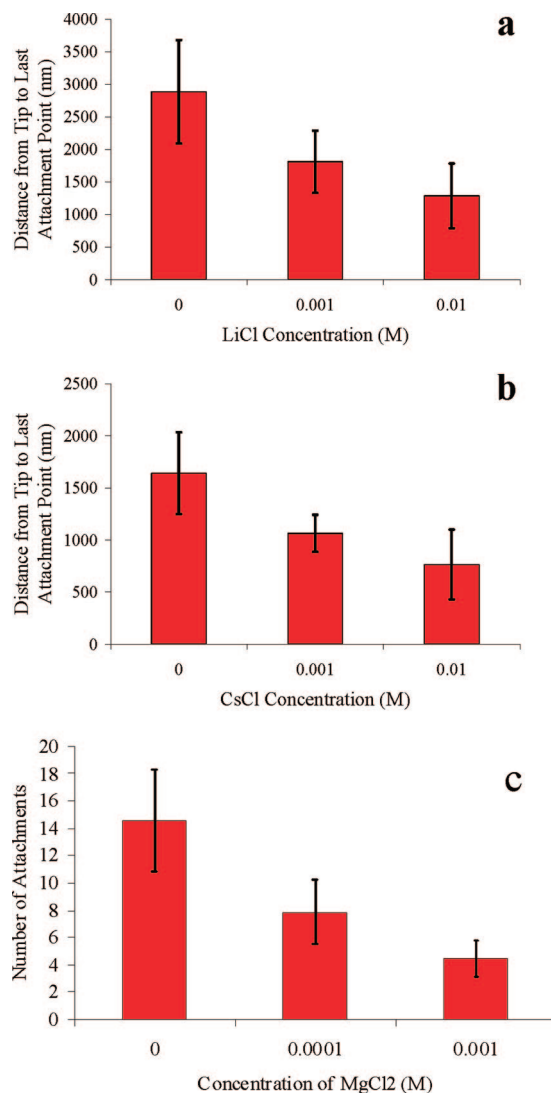 a
4000
3500
3000
2500
2000
1500
1000
500
0
Distance from Tip to Last
Attachment Point (nm)
0 0.001 0.01
LiCl Concentration (M)
b
2500
2000
1500
1000
500
0
Distance from Tip to Last
Attachment Point (nm)
0 0.001 0.01
CsCl Concentration (M)
c
20
18
16
14
12
10
8
6
4
2
0
Number of Attachments
0 0.0001 0.001
Concentration of MgCl2 (M)